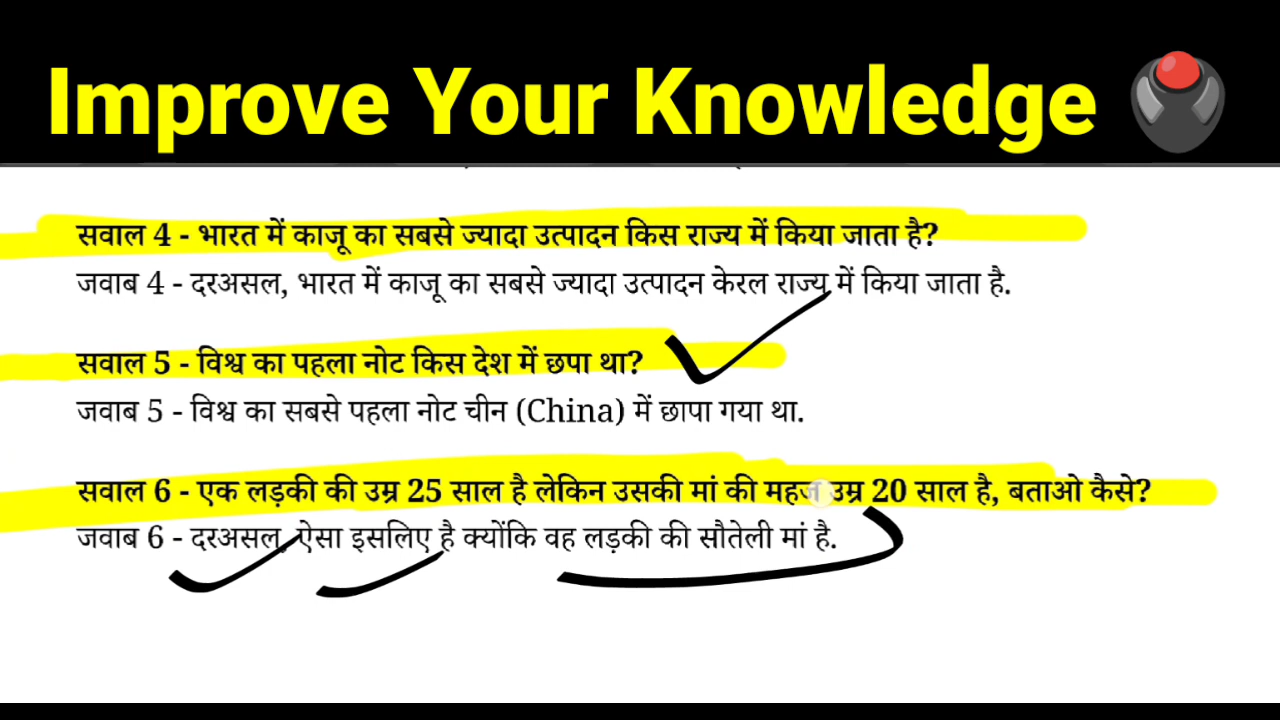 Improve Your Knowledge
सवाल 4 - भारत में काजू का सबसे ज्यादा उत्पादन किस राज्य में किया जाता है?
जवाब 4 - दरअसल, भारत में काजू का सबसे ज्यादा उत्पादन केरल राज्य में किया जाता है.
सवाल 5 - विश्व का पहला नोट किस देश में छपा था?
जवाब 5 - विश्व का सबसे पहला नोट चीन (China) में छापा गया था.
सवाल 6 - एक लड़की की उम्र 25 साल है लेकिन उसकी मां की महज उम्र 20 साल है, बताओ कैसे?
जवाब 6 - दरअसल, ऐसा इसलिए है क्योंकि वह लड़की की सौतेली मां है.